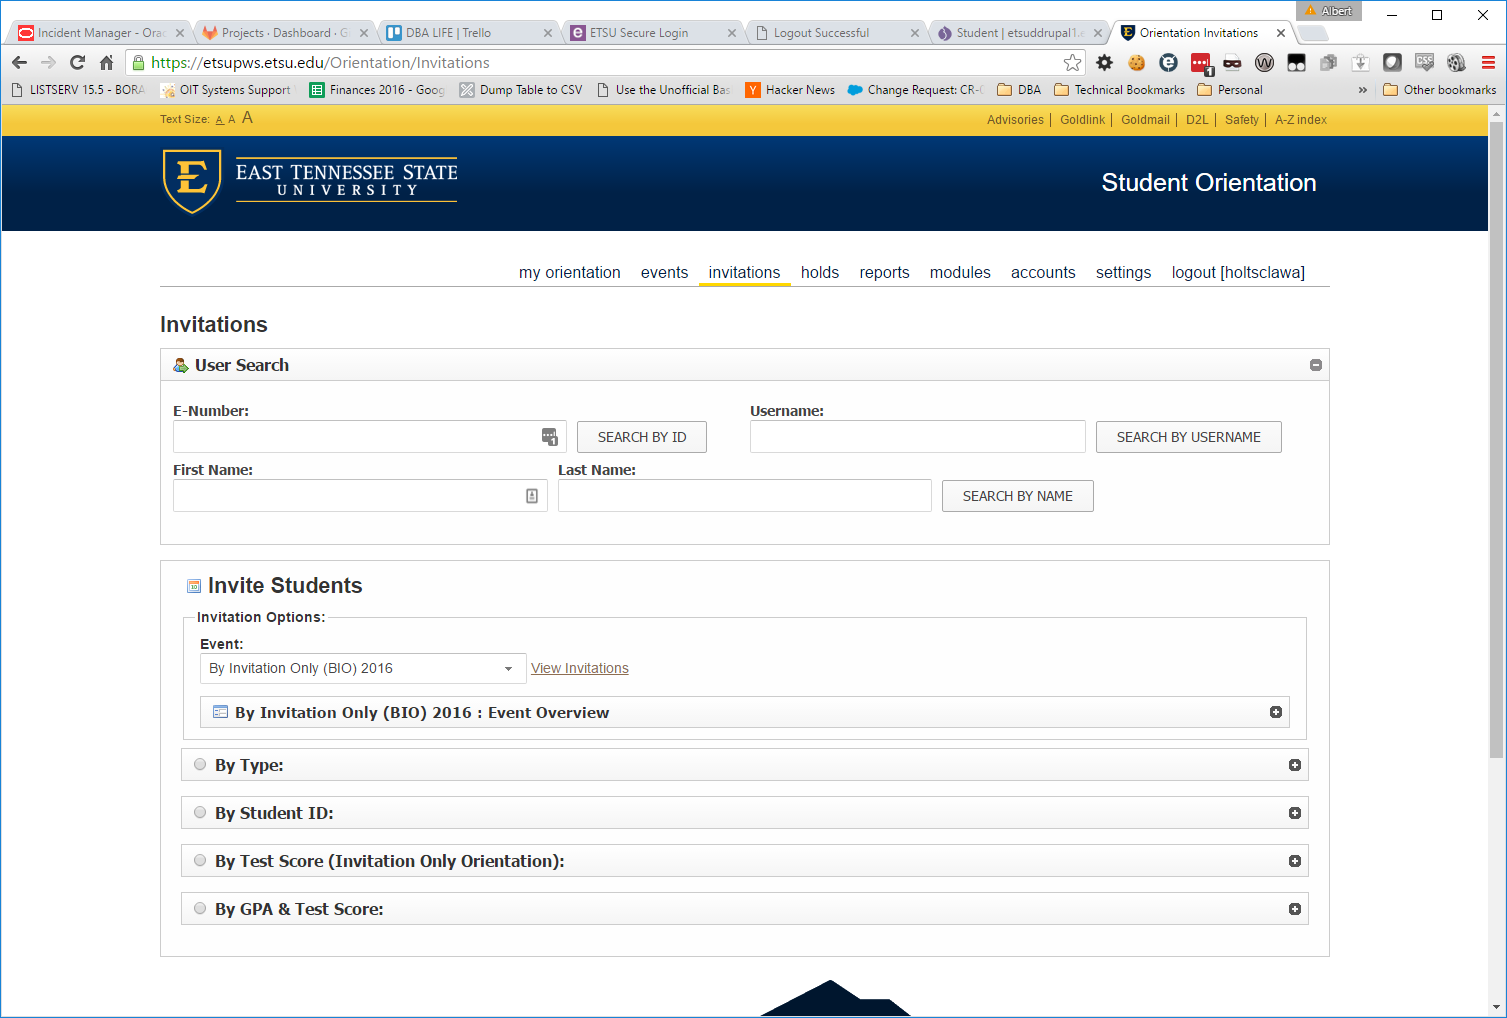 Albert
Incident Manager - Orac
Projects · Dashboard · G
DBA LIFE | Trello
ETSU Secure Login
Logout Successful
Student | etsuddrupal1.e
Orientation Invitations
https://etsupws.etsu.edu/Orientation/Invitations
LISTSERV 15.5 - BORA
OIT Systems Support
Finances 2016 - Goog
Dump Table to CSV
Use the Unofficial Bas
Hacker News
Change Request: CR-0
DBA
Technical Bookmarks
Personal
»
Other bookmarks
Text Size: A A A
Advisories | Goldlink | Goldmail | D2L | Safety | A-Z index
E EAST TENNESSEE STATE
UNIVERSITY
Student Orientation
my orientation events invitations holds reports modules accounts settings logout [holtsclawa]
Invitations
User Search
E-Number: Username:
SEARCH BY ID SEARCH BY USERNAME
First Name: Last Name:
SEARCH BY NAME
Invite Students
Invitation Options:
Event:
By Invitation Only (BIO) 2016 View Invitations
By Invitation Only (BIO) 2016 : Event Overview
By Type:
By Student ID:
By Test Score (Invitation Only Orientation):
By GPA & Test Score: